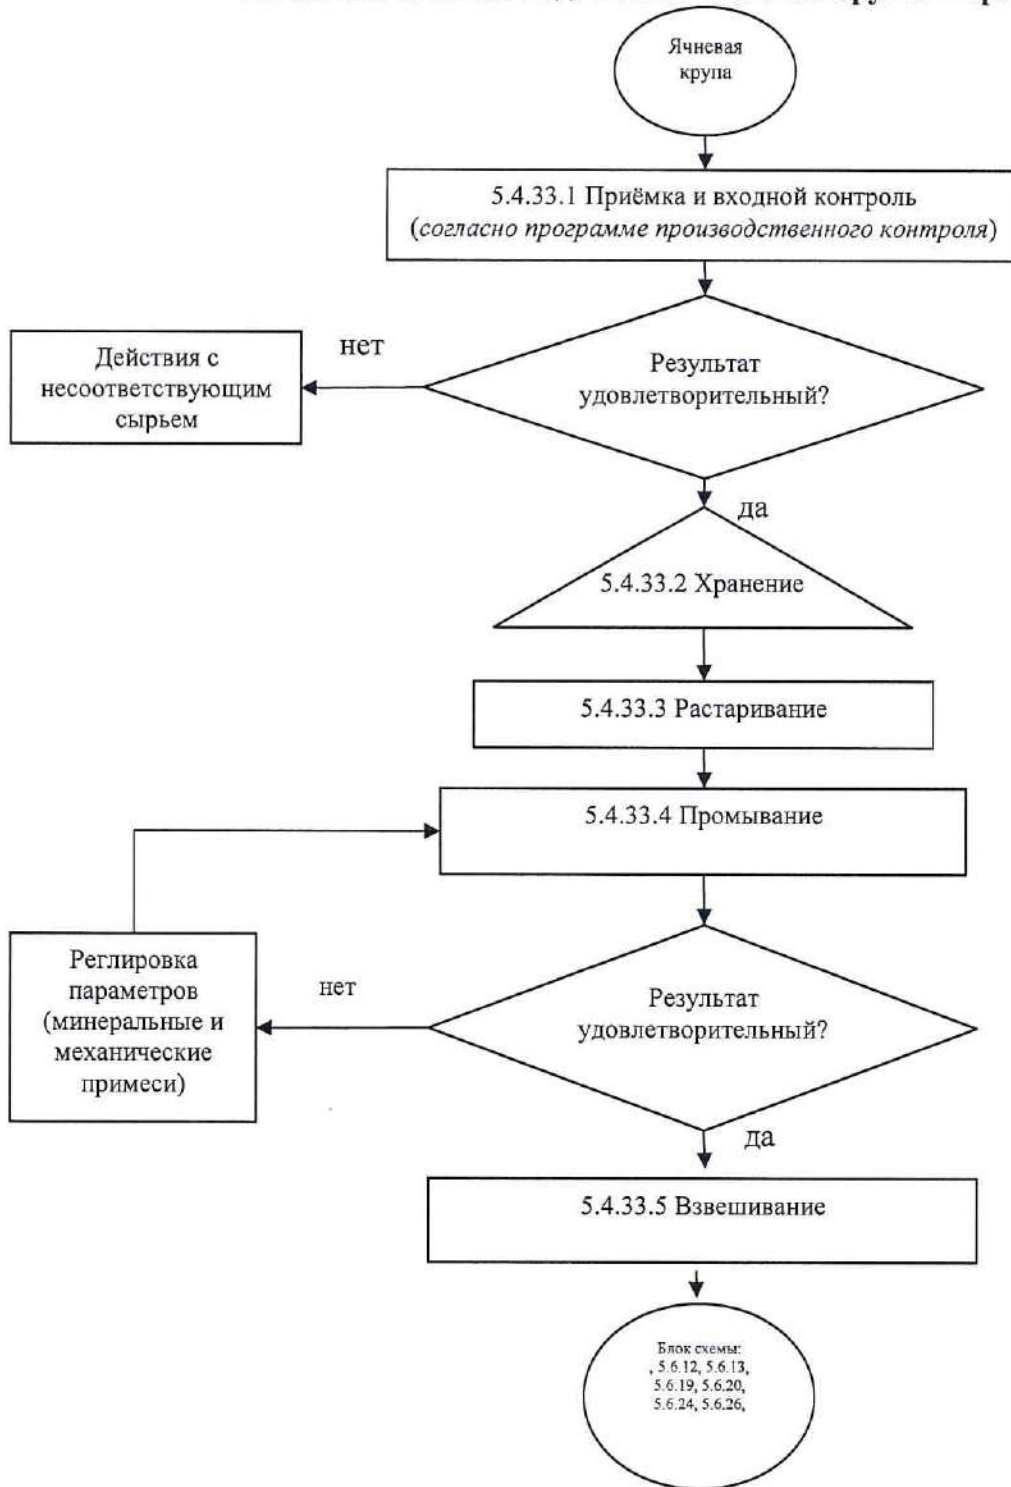 Ячневая
крупа
5.4.33.1 Приёмка и входной контроль
(согласно программе производственного контроля)
Результат
удовлетворительный?
нет
Действия с
несоответствующим
сырьем
да
5.4.33.2 Хранение
5.4.33.3 Растаривание
5.4.33.4 Промывание
Результат
удовлетворительный?
нет
Реглировка
параметров
(минеральные и
механические
примеси)
да
5.4.33.5 Взвешивание
Блок схемы:
, 5.6.12, 5.6.13,
5.6.19, 5.6.20,
5.6.24, 5.6.26,